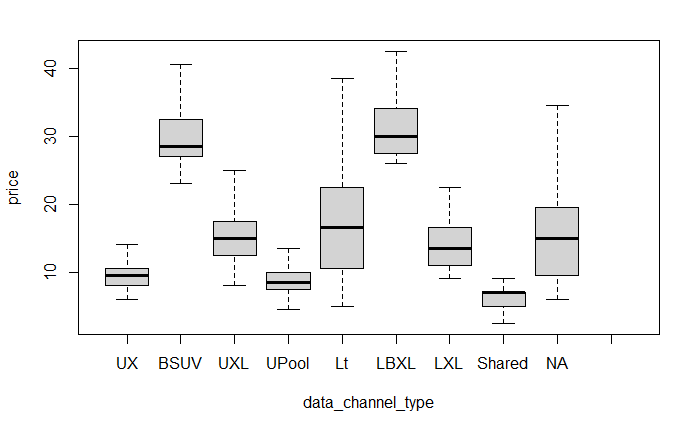 price
40
30
20
10
UX BSUV UXL UPool Lt LBXL LXL Shared NA
data_channel_type